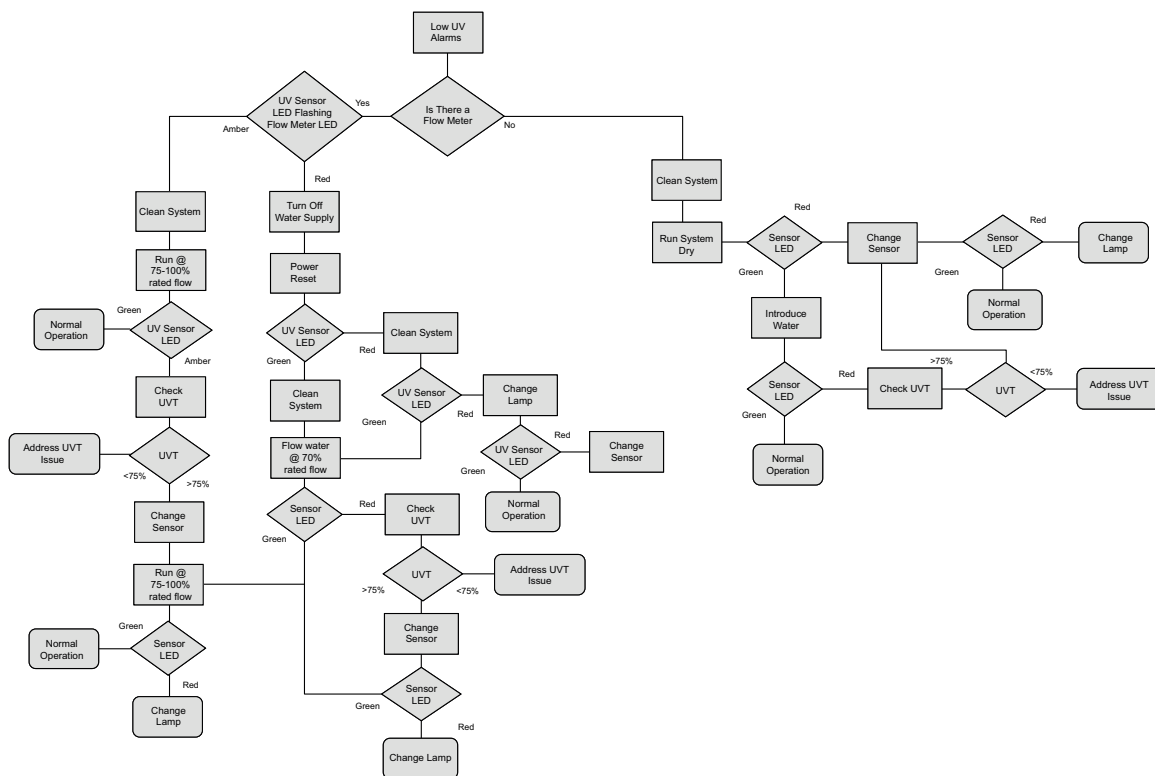 Low UV
Alarms
UV Sensor
LED Flashing
Flow Meter LED
Yes
Is There a
Flow Meter
No
Amber
Red
Clean System
Turn Off
Water Supply
Clean System
Run @
75-100%
rated flow
Power
Reset
Run System
Dry
Sensor
LED
Red
Green
Change
Sensor
Sensor
LED
Red
Green
Change
Lamp
Normal
Operation
Introduce
Water
Normal
Operation
Green
UV Sensor
LED
Amber
UV Sensor
LED
Red
Green
Clean System
Check
UVT
Clean
System
UV Sensor
LED
Red
Green
Change
Lamp
Sensor
LED
Red
Green
Check UVT
>75%
UVT
<75%
Address UVT
Issue
Address UVT
Issue
UVT
<75%
>75%
Flow water
@ 70%
rated flow
UV Sensor
LED
Red
Green
Change
Sensor
Normal
Operation
Normal
Operation
Change
Sensor
Sensor
LED
Red
Green
Check
UVT
Run @
75-100%
rated flow
UVT
>75%
<75%
Address UVT
Issue
Normal
Operation
Green
Sensor
LED
Red
Change
Sensor
Change
Lamp
Sensor
LED
Green
Red
Change Lamp